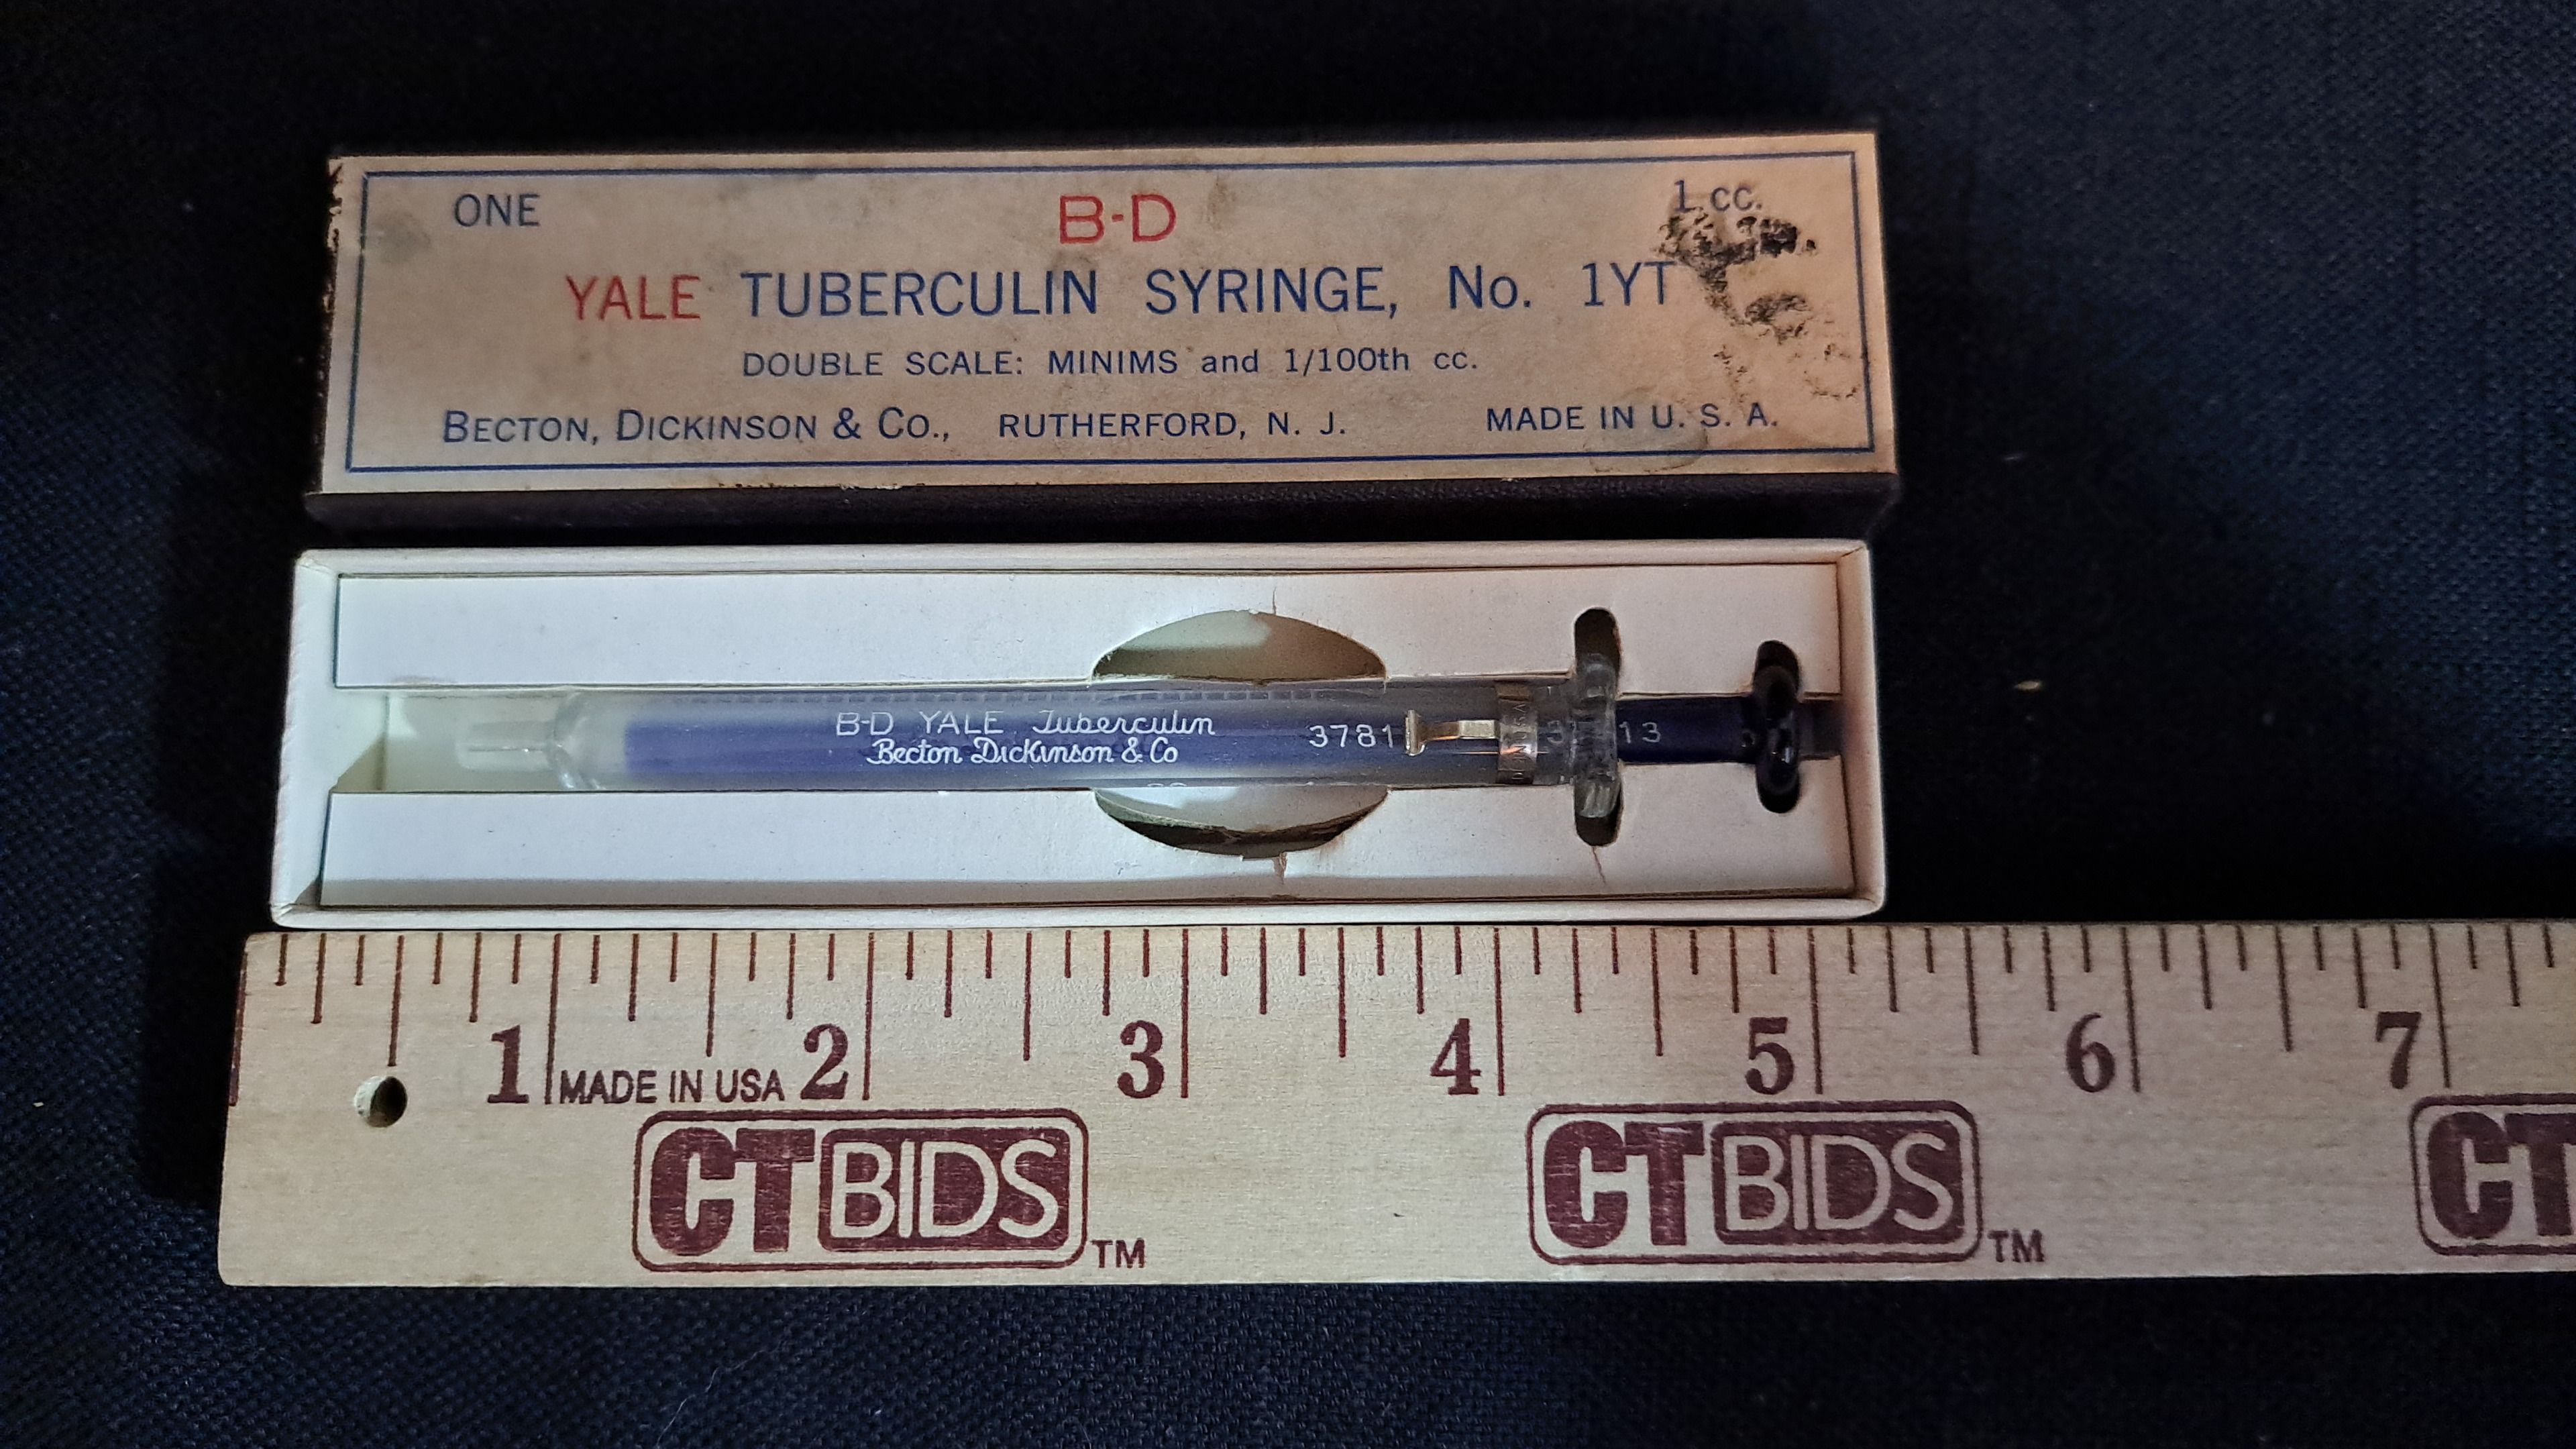 ONE B-D 1 cc.
YALE TUBERCULIN SYRINGE, No. 1YT
DOUBLE SCALE: MINIMS and 1/100th cc.
BECTON, DICKINSON & CO., RUTHERFORD, N. J. MADE IN U. S. A.
B-D YALE Tuberculin 3781 13
Becton Dickinson & Co
1 MADE IN USA 2 3 4 5 6 7
CTBIDS TM CTBIDS TM CT